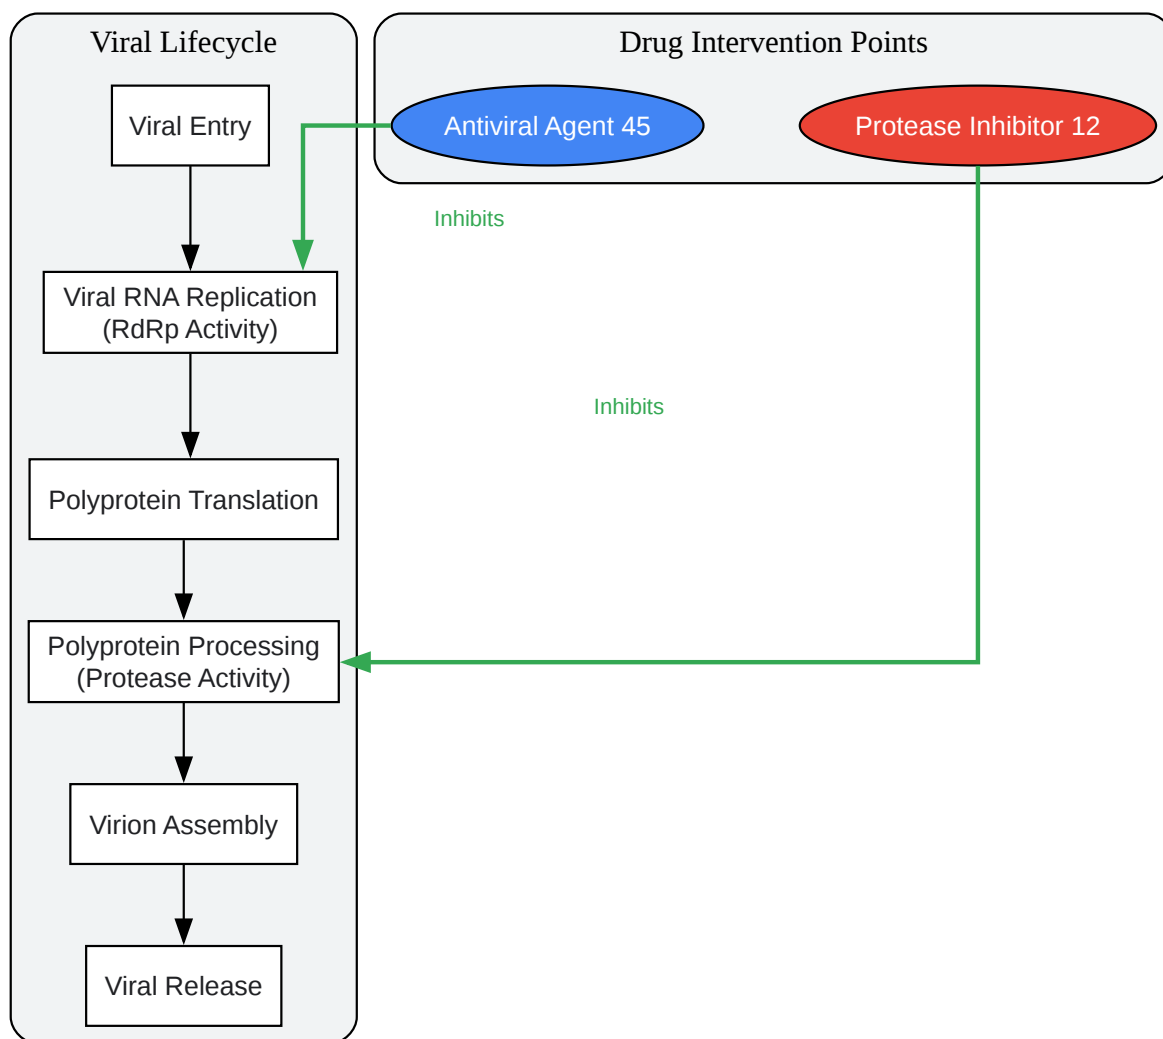 Viral Lifecycle
Viral Entry
Viral RNA Replication
(RdRp Activity)
Polyprotein Translation
Polyprotein Processing
(Protease Activity)
Virion Assembly
Viral Release
Drug Intervention Points
Antiviral Agent 45
Protease Inhibitor 12
Inhibits
Inhibits